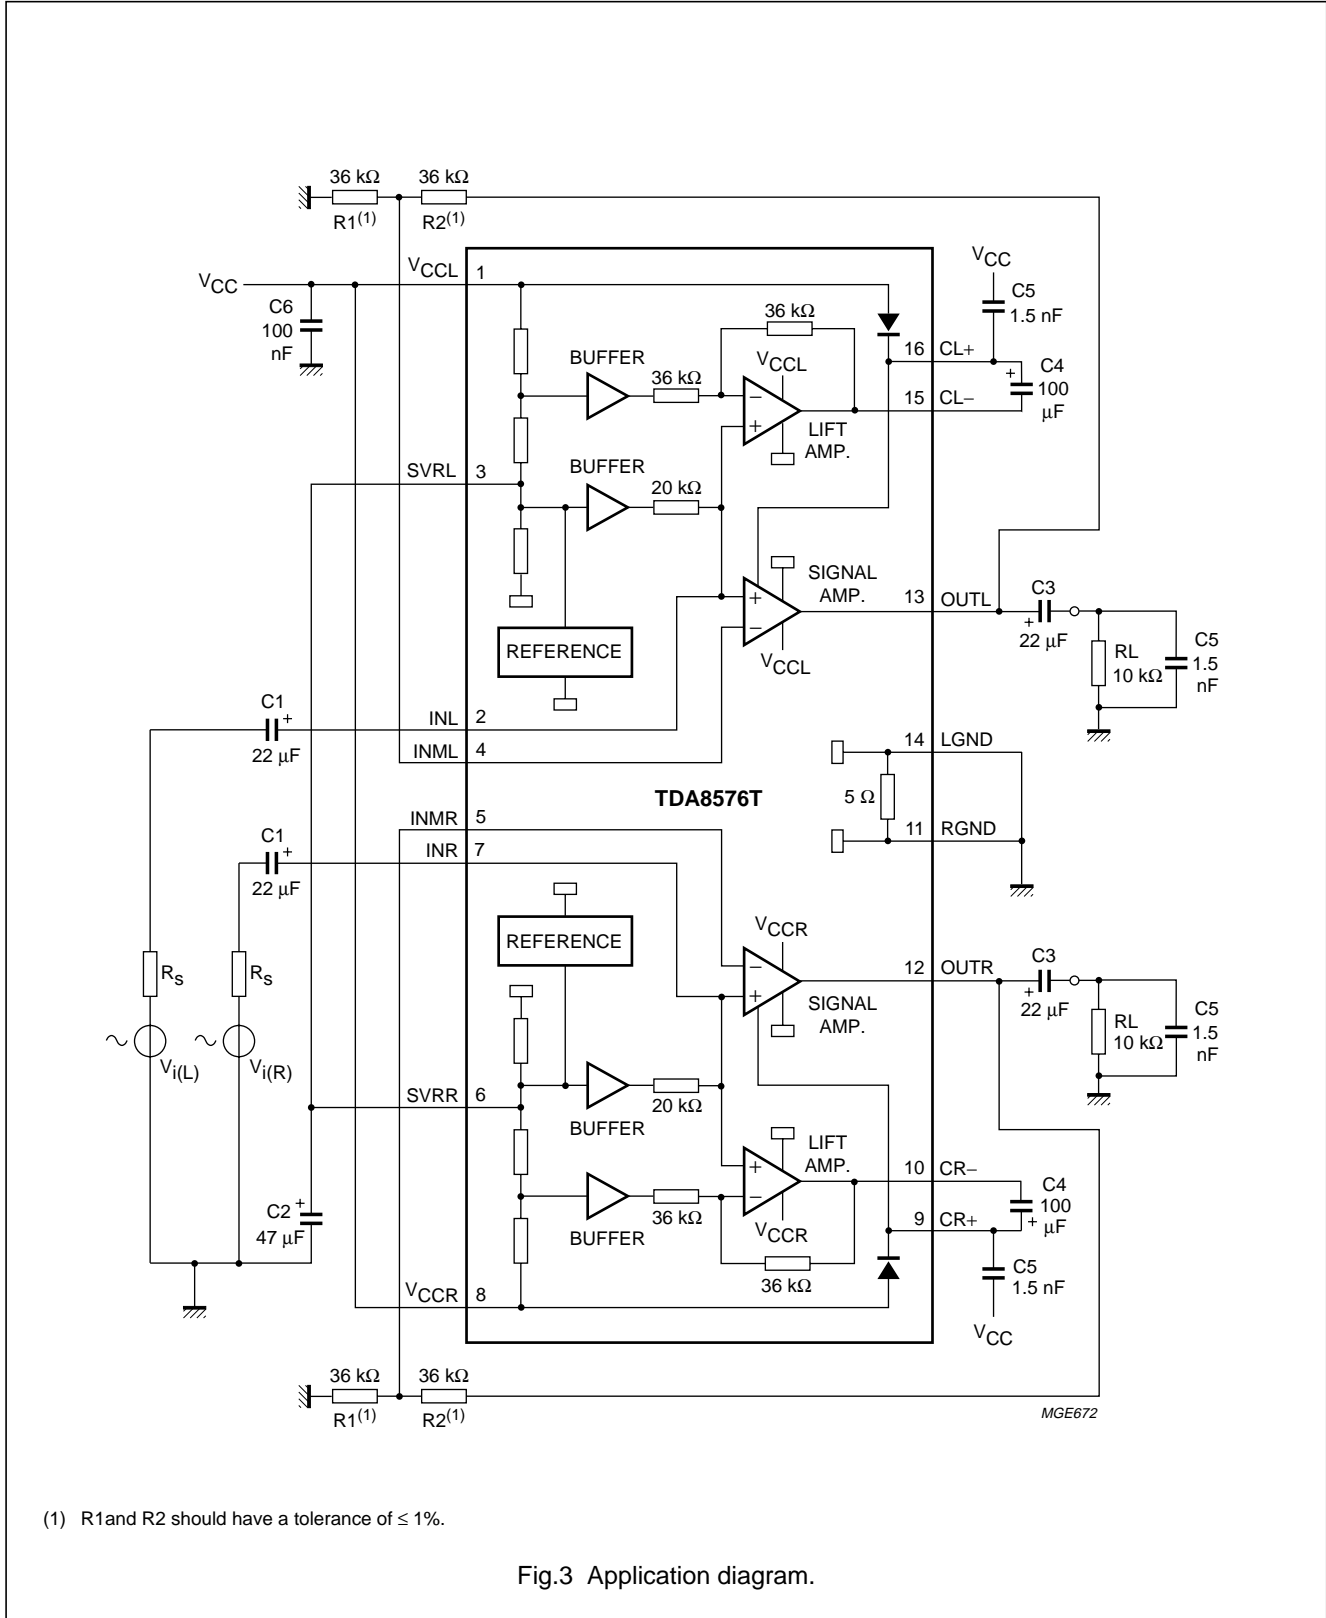 36 kΩ
36 kΩ
R1(1)
R2(1)
VCC
C6
100
nF
VCCL
1
VCC
C5
1.5 nF
36 kΩ
BUFFER
36 kΩ
VCCL
16
CL+
C4
+
100
μF
15
CL−
−
+
LIFT
AMP.
SVRL
3
BUFFER
20 kΩ
SIGNAL
AMP.
+
−
VCCL
13
OUTL
C3
+
22 μF
RL
10 kΩ
C5
1.5
nF
REFERENCE
C1
+
22 μF
INL
2
INML
4
14
LGND
5 Ω
11
RGND
TDA8576T
INMR
5
INR
7
C1
+
22 μF
REFERENCE
VCCR
−
+
SIGNAL
AMP.
12
OUTR
C3
+
22 μF
RL
10 kΩ
C5
1.5
nF
Rs
Rs
Vi(L)
Vi(R)
SVRR
6
BUFFER
20 kΩ
LIFT
AMP.
+
−
VCCR
10
CR−
C4
100
+
μF
9
CR+
BUFFER
36 kΩ
36 kΩ
C2
+
47 μF
C5
1.5 nF
VCC
VCCR
8
36 kΩ
36 kΩ
R1(1)
R2(1)
MGE672
(1) R1and R2 should have a tolerance of ≤ 1%.
Fig.3 Application diagram.